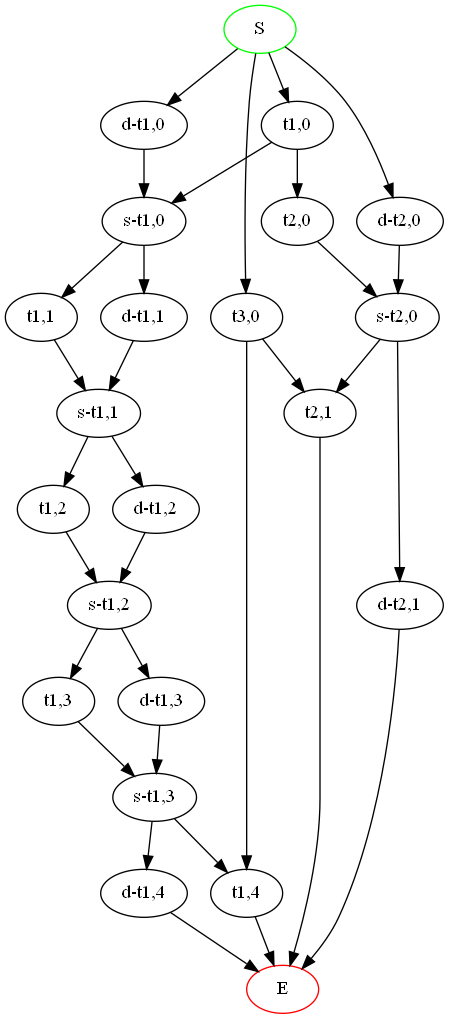 S
d-t1,0
t1,0
s-t1,0
t2,0
d-t2,0
t1,1
d-t1,1
t3,0
s-t2,0
s-t1,1
t2,1
t1,2
d-t1,2
s-t1,2
d-t2,1
t1,3
d-t1,3
s-t1,3
d-t1,4
t1,4
E